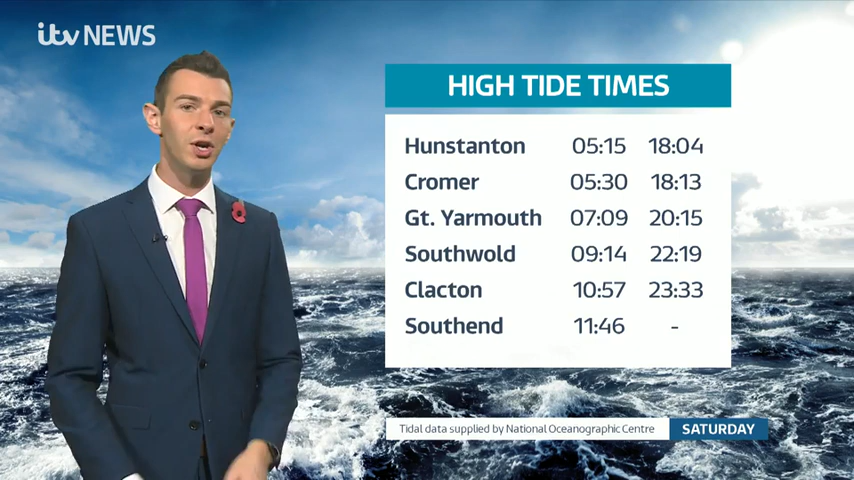 itv NEWS
HIGH TIDE TIMES
Hunstanton 05:15 18:04
Cromer 05:30 18:13
Gt. Yarmouth 07:09 20:15
Southwold 09:14 22:19
Clacton 10:57 23:33
Southend 11:46 -
Tidal data supplied by National Oceanographic Centre SATURDAY